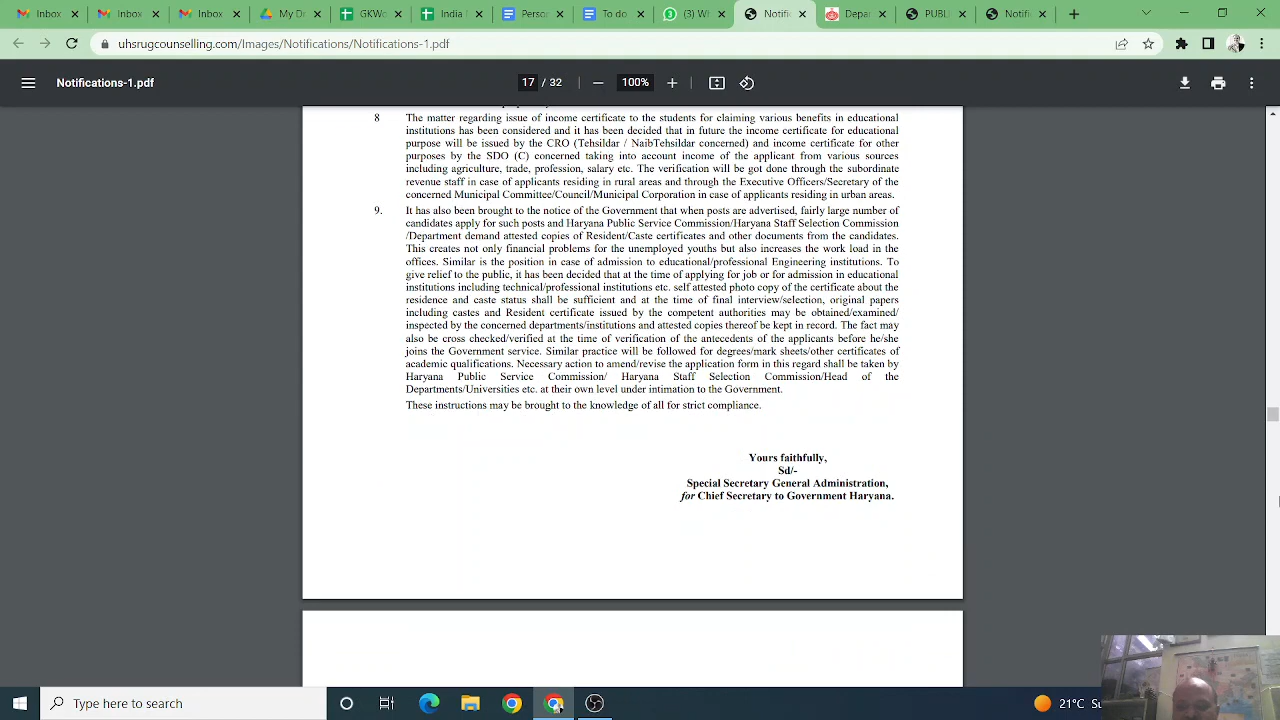 Inbox
Inbox
Inbox
My Dr
GKWo
India
Person
To do
(3) W
Notific
Depar
PUBL
Notifi
uhsrugcounselling.com/Images/Notifications/Notifications-1.pdf
Notifications-1.pdf
17 / 32
100%
8 The matter regarding issue of income certificate to the students for claiming various benefits in educational
institutions has been considered and it has been decided that in future the income certificate for educational
purpose will be issued by the CRO (Tehsildar / NaibTehsildar concerned) and income certificate for other
purposes by the SDO (C) concerned taking into account income of the applicant from various sources
including agriculture, trade, profession, salary etc. The verification will be got done through the subordinate
revenue staff in case of applicants residing in rural areas and through the Executive Officers/Secretary of the
concerned Municipal Committee/Council/Municipal Corporation in case of applicants residing in urban areas.
9. It has also been brought to the notice of the Government that when posts are advertised, fairly large number of
candidates apply for such posts and Haryana Public Service Commission/Haryana Staff Selection Commission
/Department demand attested copies of Resident/Caste certificates and other documents from the candidates.
This creates not only financial problems for the unemployed youths but also increases the work load in the
offices. Similar is the position in case of admission to educational/professional Engineering institutions. To
give relief to the public, it has been decided that at the time of applying for job or for admission in educational
institutions including technical/professional institutions etc. self attested photo copy of the certificate about the
residence and caste status shall be sufficient and at the time of final interview/selection, original papers
including castes and Resident certificate issued by the competent authorities may be obtained/examined/
inspected by the concerned departments/institutions and attested copies thereof be kept in record. The fact may
also be cross checked/verified at the time of verification of the antecedents of the applicants before he/she
joins the Government service. Similar practice will be followed for degrees/mark sheets/other certificates of
academic qualifications. Necessary action to amend/revise the application form in this regard shall be taken by
Haryana Public Service Commission/ Haryana Staff Selection Commission/Head of the
Departments/Universities etc. at their own level under intimation to the Government.
These instructions may be brought to the knowledge of all for strict compliance.
Yours faithfully,
Sd/-
Special Secretary General Administration,
for Chief Secretary to Government Haryana.
Type here to search
21°C Su